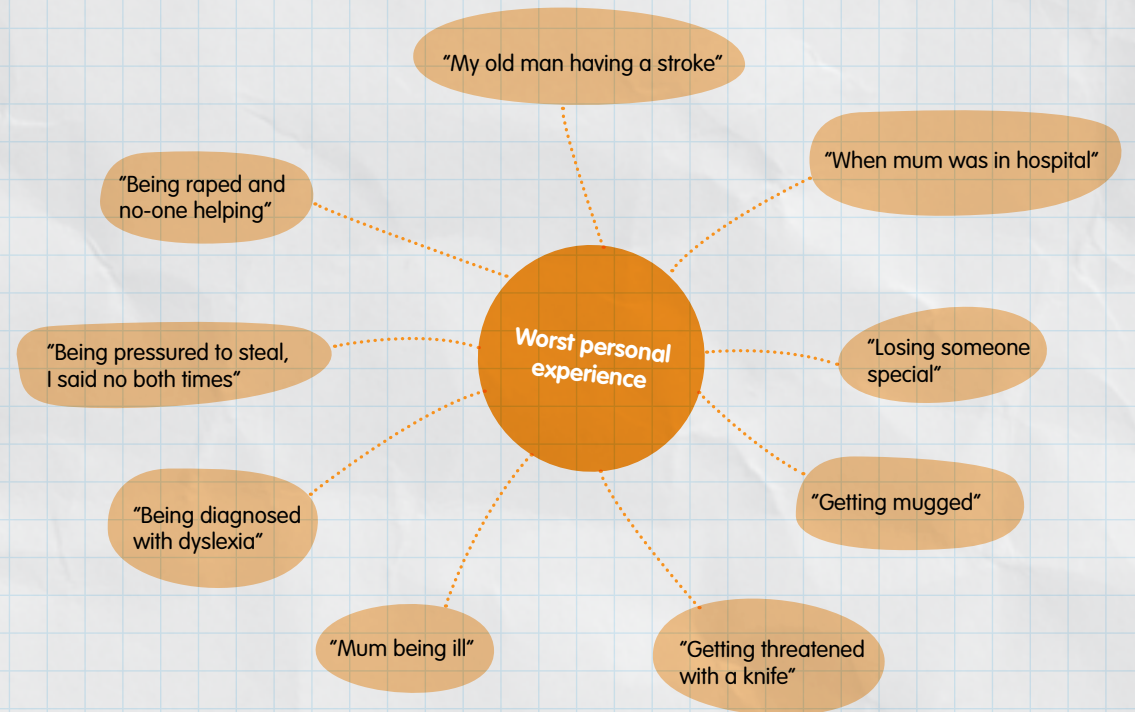 "My old man having a stroke"
"When mum was in hospital"
"Being raped and
no-one helping"
Worst personal
experience
"Being pressured to steal,
I said no both times"
"Losing someone
special"
"Getting mugged"
"Being diagnosed
with dyslexia"
"Mum being ill"
"Getting threatened
with a knife"